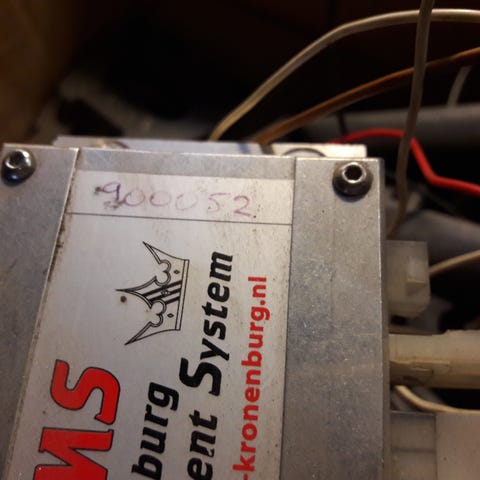 900052
MS
burg
ent System
-kronenburg.nl